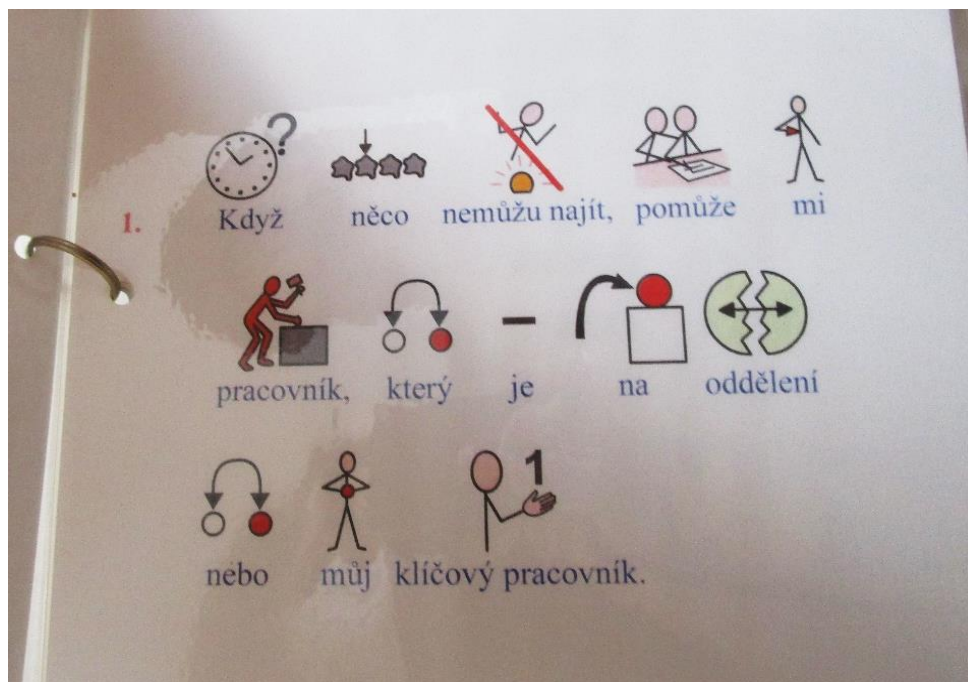 1. Když něco nemůžu najít, pomůže mi
pracovník, který je na oddělení
nebo můj klíčový pracovník.